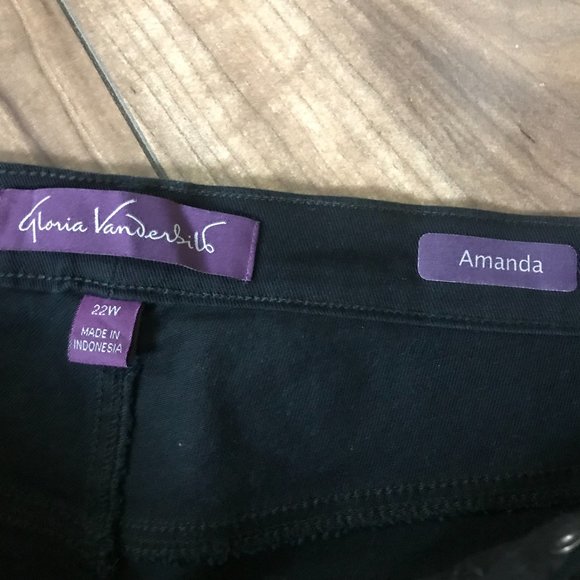 Gloria Vanderbilt
Amanda
22W
MADE IN
INDONESIA